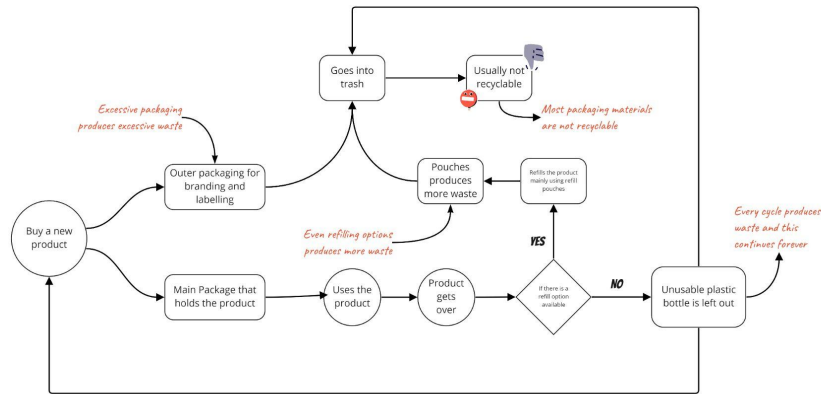 Goes into
trash
Usually not
recyclable
Most packaging materials
are not recyclable
Excessive packaging
produces excessive waste
Outer packaging for
branding and
labelling
Pouches
produces
more waste
Refills the product
mainly using refill
pouches
Even refilling options
produces more waste
YES
Every cycle produces
waste and this
continues forever
Buy a new
product
Main Package that
holds the product
Uses the
product
Product
gets
over
If there is a
refill option
available
NO
Unusable plastic
bottle is left out